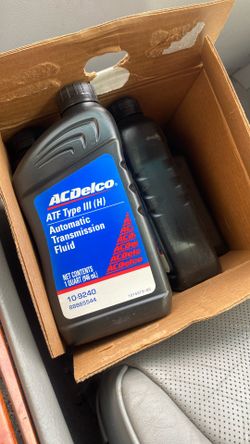 ACDelco
ATF Type III (H)
Automatic
Transmission
Fluid
NET CONTENTS
1 QUART (946 mL)
10-9240
ACDelco
ACDelco
ACDelco